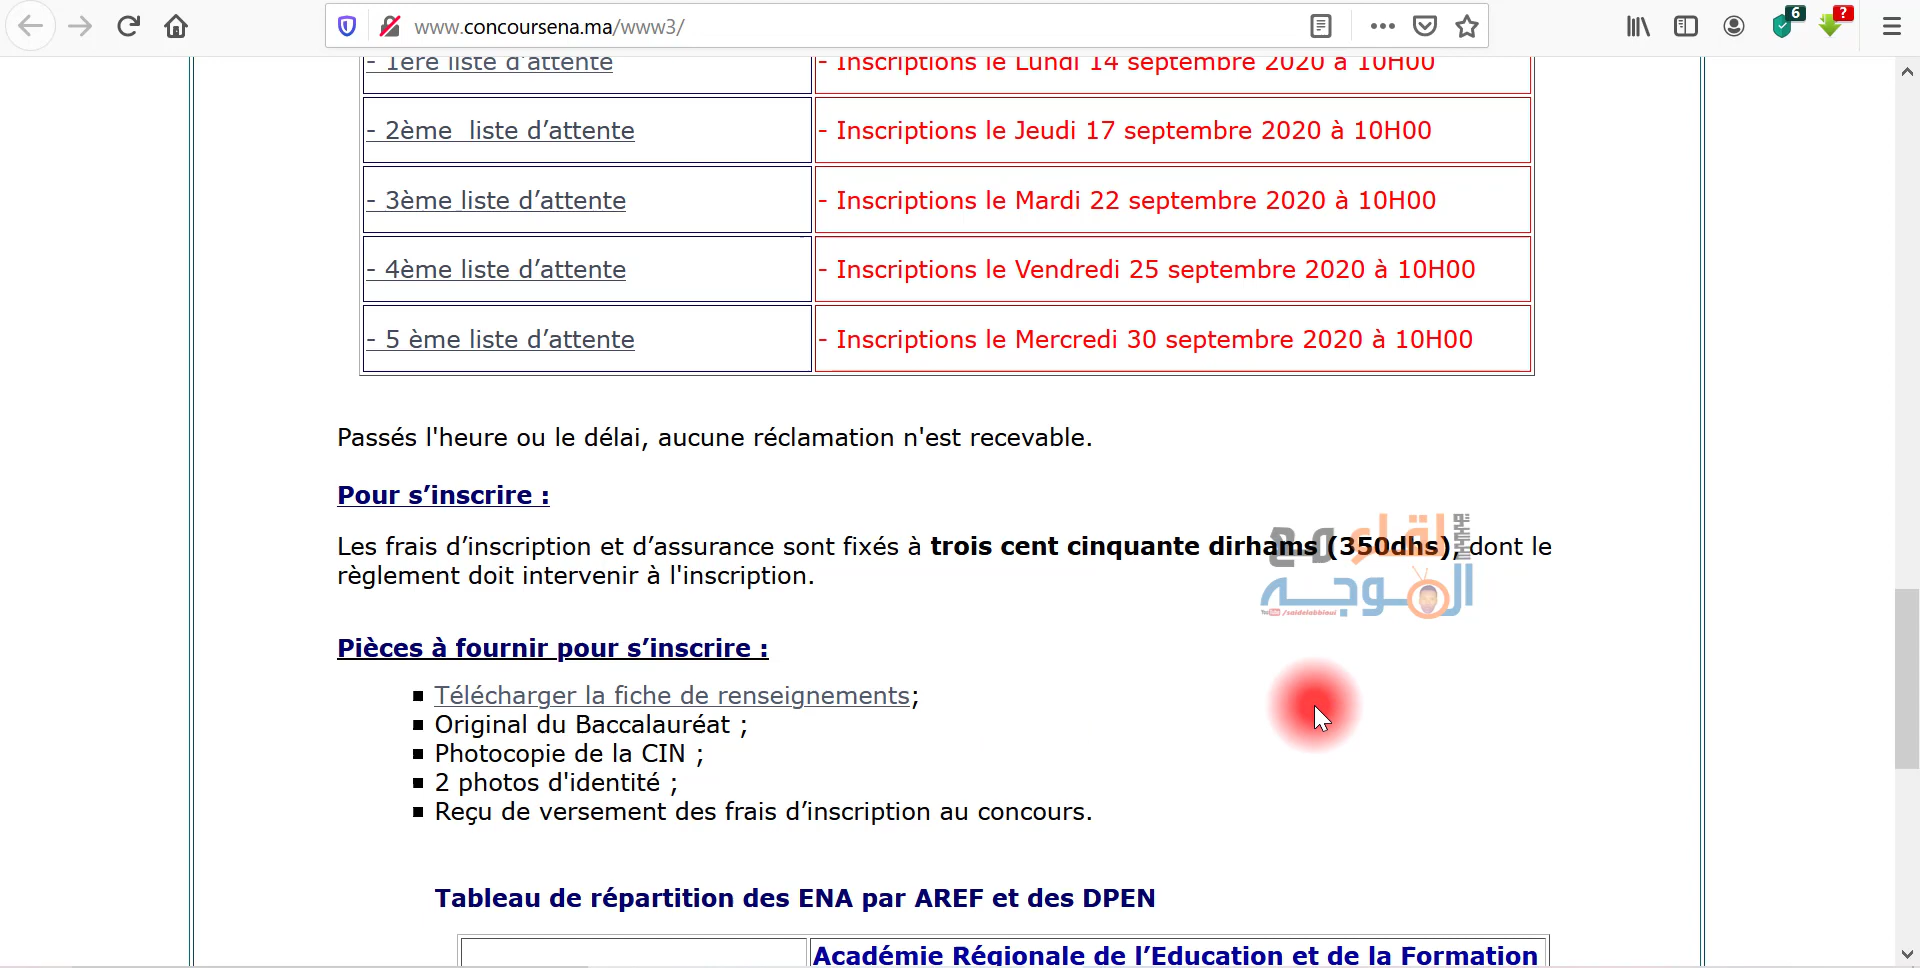 www.concoursena.ma/www3/
6
?
- 1ère liste d’attente
- Inscriptions le Lundi 14 septembre 2020 à 10H00
- 2ème liste d’attente
- Inscriptions le Jeudi 17 septembre 2020 à 10H00
- 3ème liste d’attente
- Inscriptions le Mardi 22 septembre 2020 à 10H00
- 4ème liste d’attente
- Inscriptions le Vendredi 25 septembre 2020 à 10H00
- 5 ème liste d’attente
- Inscriptions le Mercredi 30 septembre 2020 à 10H00
Passés l'heure ou le délai, aucune réclamation n'est recevable.
Pour s’inscrire :
Les frais d’inscription et d’assurance sont fixés à trois cent cinquante dirhams (350dhs), dont le
règlement doit intervenir à l'inscription.
لقاء مع
الموجه
YouTube /saidelabbioui
Pièces à fournir pour s’inscrire :
Télécharger la fiche de renseignements;
Original du Baccalauréat ;
Photocopie de la CIN ;
2 photos d'identité ;
Reçu de versement des frais d’inscription au concours.
Tableau de répartition des ENA par AREF et des DPEN
Académie Régionale de l’Education et de la Formation